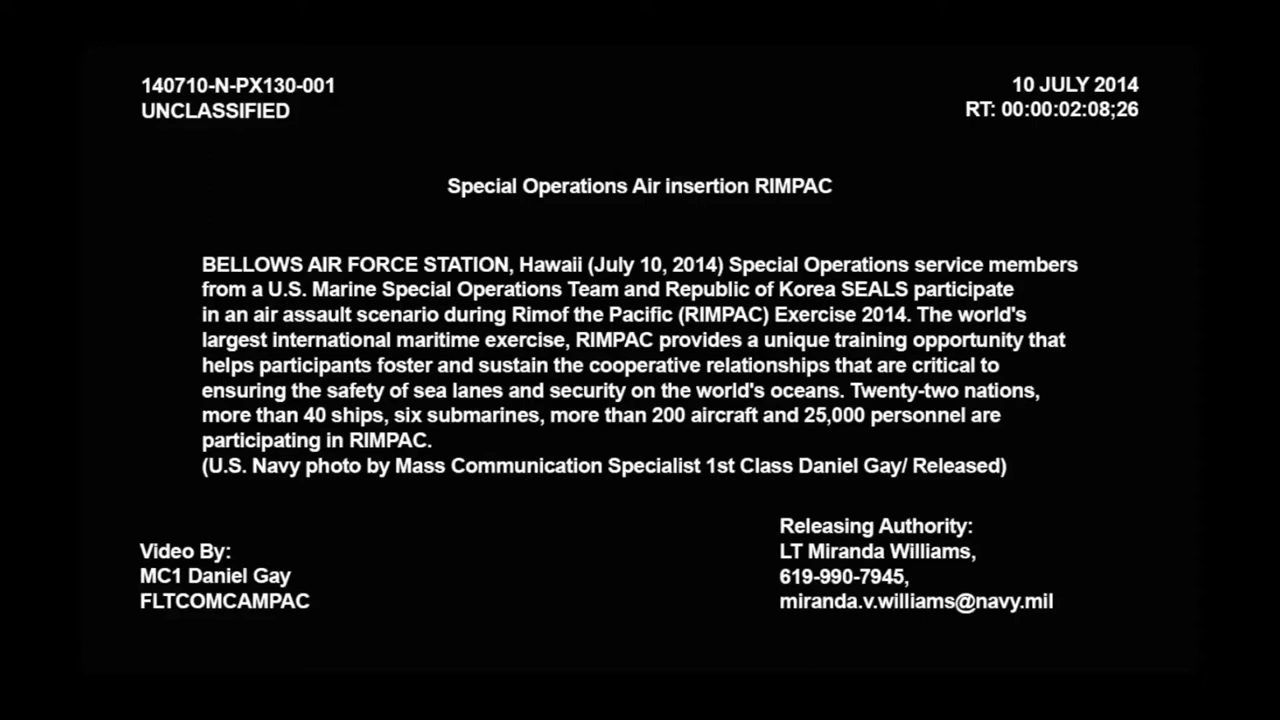 140710-N-PX130-001
UNCLASSIFIED
10 JULY 2014
RT: 00:00:02:08;26
Special Operations Air insertion RIMPAC
BELLOWS AIR FORCE STATION, Hawaii (July 10, 2014) Special Operations service members
from a U.S. Marine Special Operations Team and Republic of Korea SEALS participate
in an air assault scenario during Rimof the Pacific (RIMPAC) Exercise 2014. The world's
largest international maritime exercise, RIMPAC provides a unique training opportunity that
helps participants foster and sustain the cooperative relationships that are critical to
ensuring the safety of sea lanes and security on the world's oceans. Twenty-two nations,
more than 40 ships, six submarines, more than 200 aircraft and 25,000 personnel are
participating in RIMPAC.
(U.S. Navy photo by Mass Communication Specialist 1st Class Daniel Gay/ Released)
Video By:
MC1 Daniel Gay
FLTCOMCAMPAC
Releasing Authority:
LT Miranda Williams,
619-990-7945,
miranda.v.williams@navy.mil